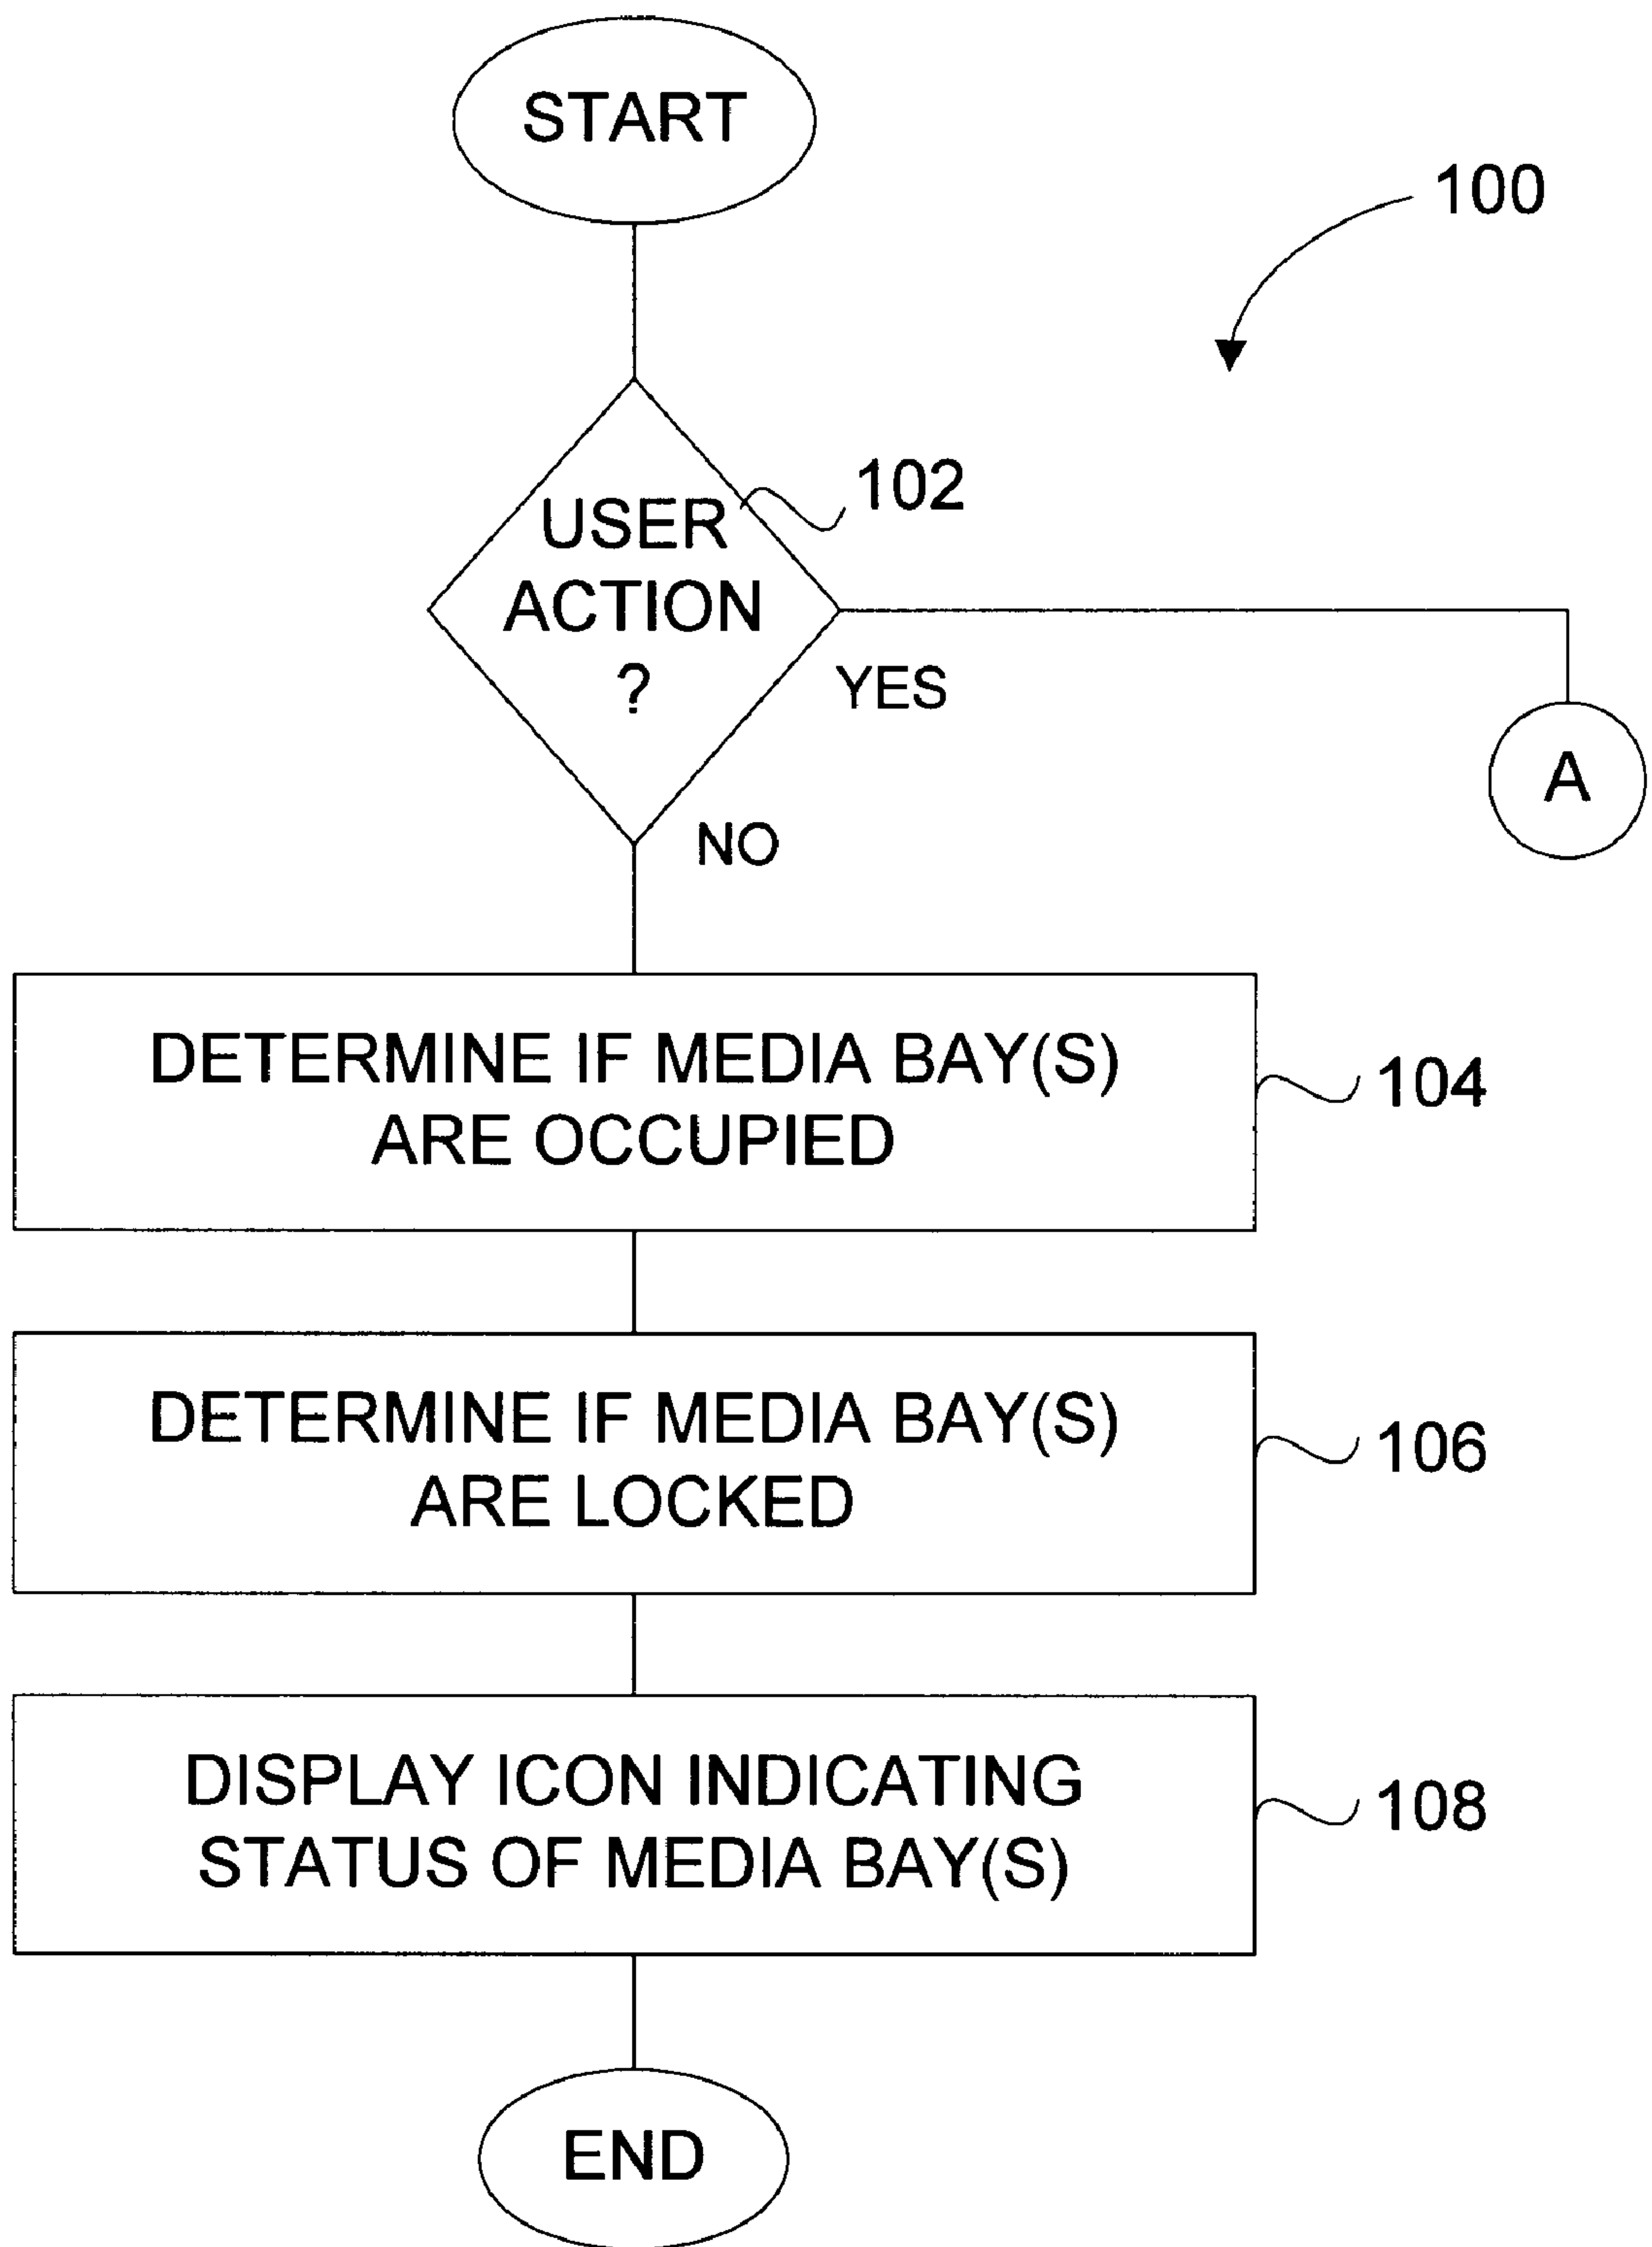 START
100
102
USER
ACTION
?
YES
A
NO
DETERMINE IF MEDIA BAY(S)
ARE OCCUPIED
104
DETERMINE IF MEDIA BAY(S)
ARE LOCKED
106
DISPLAY ICON INDICATING
STATUS OF MEDIA BAY(S)
108
END